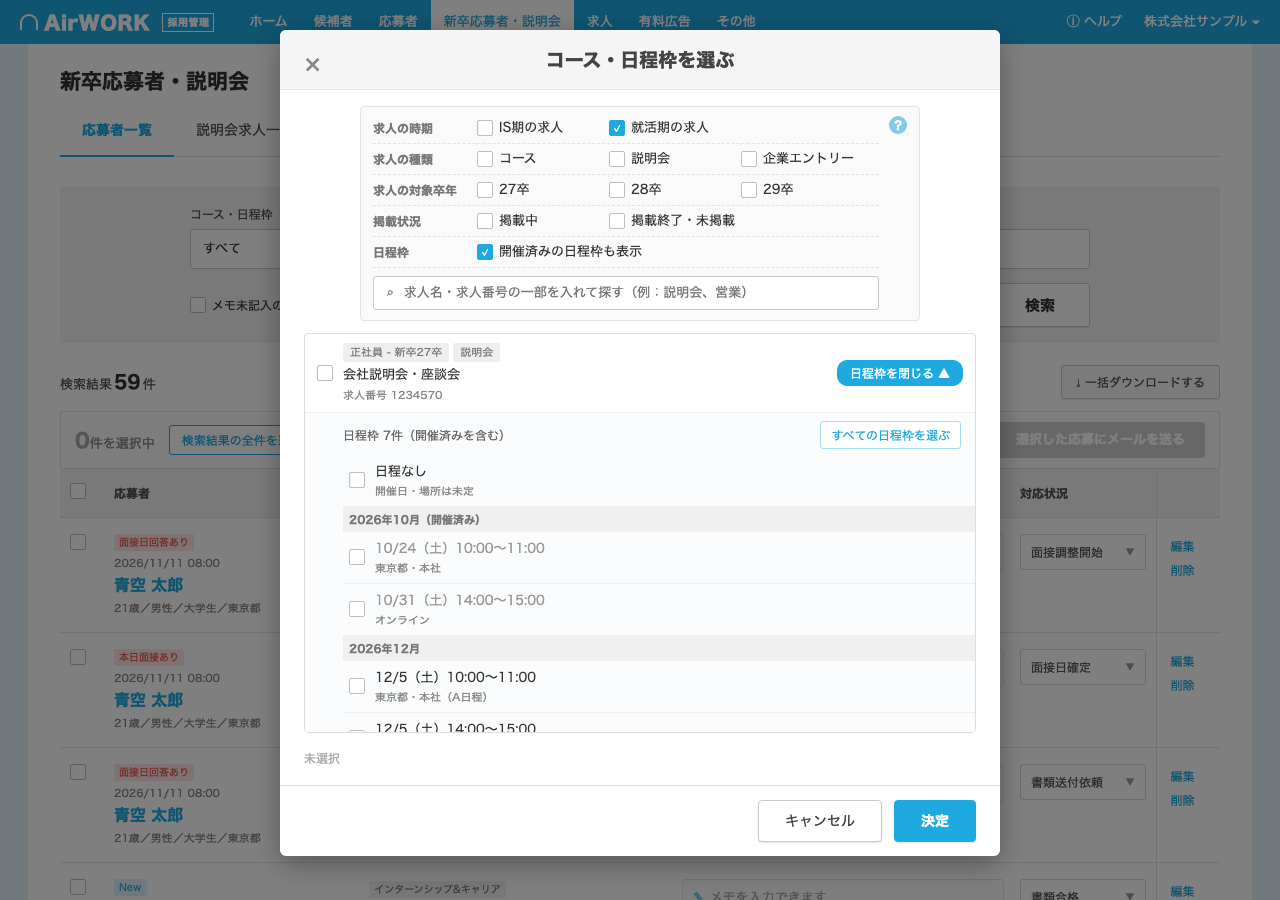 AirWORK 採用管理 ホーム 候補者 応募者 新卒応募者・説明会 求人 有料広告 その他 ヘルプ 株式会社サンプル
コース・日程枠を選ぶ
新卒応募者・説明会
応募者一覧 説明会求人一
求人の時期 IS期の求人 就活期の求人 ?
求人の種類 コース 説明会 企業エントリー
求人の対象卒年 27卒 28卒 29卒
掲載状況 掲載中 掲載終了・未掲載
日程枠 開催済みの日程枠も表示
求人名・求人番号の一部を入れて探す（例：説明会、営業）
コース・日程枠
すべて
メモ未記入の
検索
検索結果59件
↓一括ダウンロードする
正社員 - 新卒27卒 説明会
会社説明会・座談会
求人番号 1234570
日程枠を閉じる ▲
0件を選択中 検索結果の全件を
選択した応募にメールを送る
日程枠 7件（開催済みを含む）
すべての日程枠を選ぶ
日程なし
開催日・場所は未定
2026年10月（開催済み）
10/24（土）10:00〜11:00
東京都・本社
10/31（土）14:00〜15:00
オンライン
2026年12月
12/5（土）10:00〜11:00
東京都・本社（A日程）
12/5（土）14:00〜15:00
未選択
キャンセル 決定
応募者 対応状況
面接日回答あり
2026/11/11 08:00
青空 太郎
21歳／男性／大学生／東京都
面接調整開始 ▼
編集
削除
本日面接あり
2026/11/11 08:00
青空 太郎
21歳／男性／大学生／東京都
面接日確定 ▼
編集
削除
面接日回答あり
2026/11/11 08:00
青空 太郎
21歳／男性／大学生／東京都
書類送付依頼 ▼
編集
削除
New
インターンシップ&キャリア
メモを入力できます
書類合格 ▼
編集